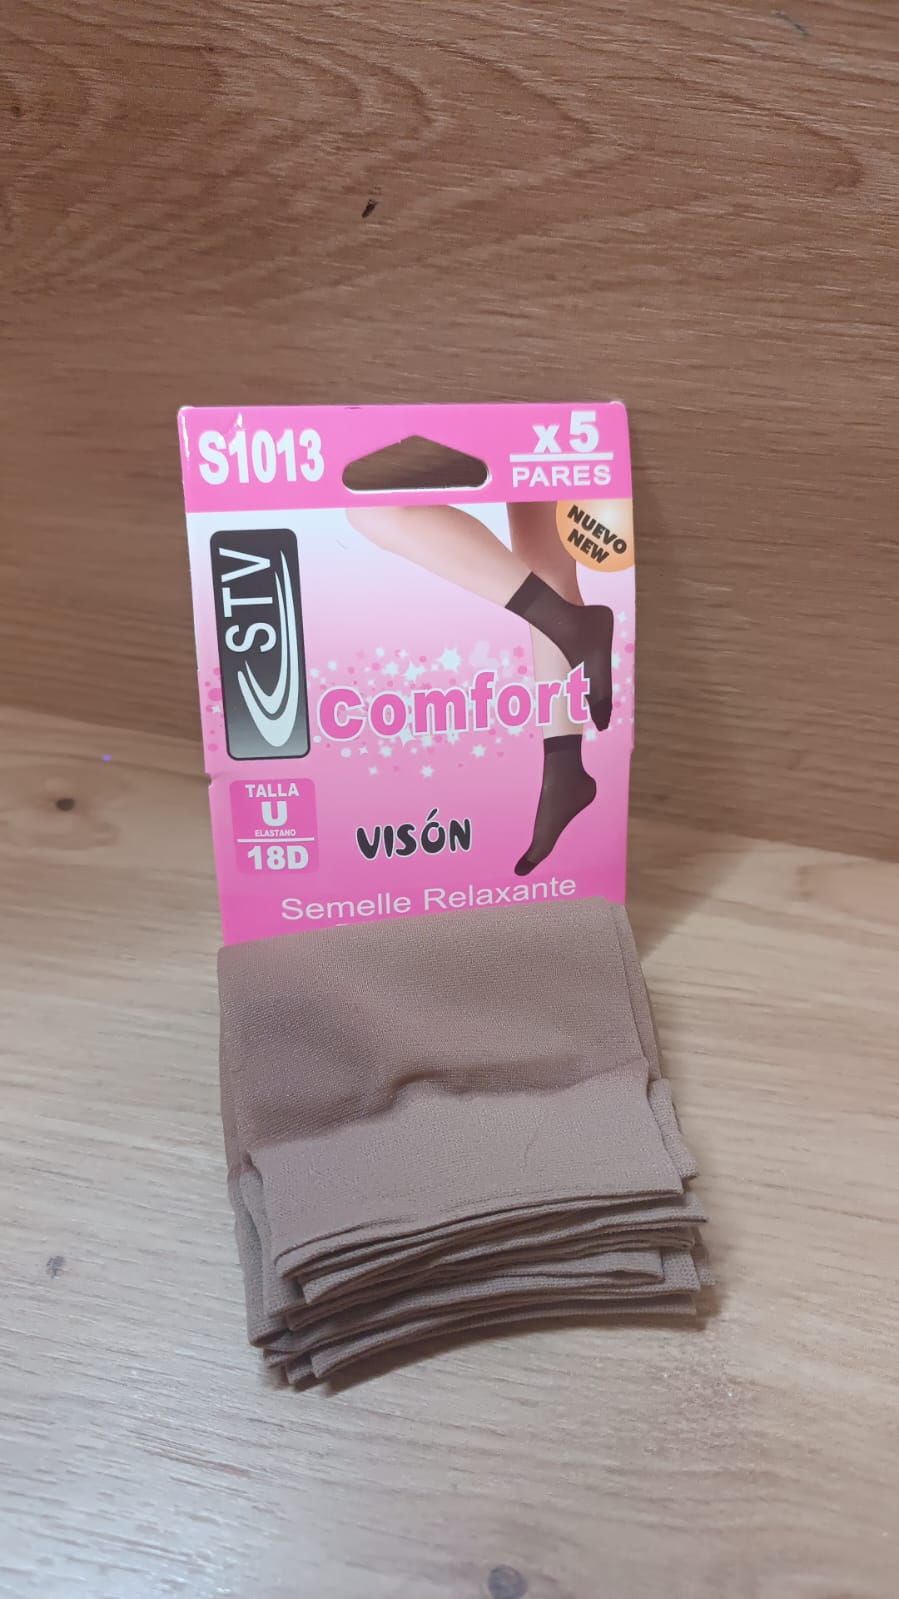 S1013
x5
PARES
NUEVO
NEW
STV
Comfort
TALLA
U
ELASTANO
18D
VISÓN
Semelle Relaxante